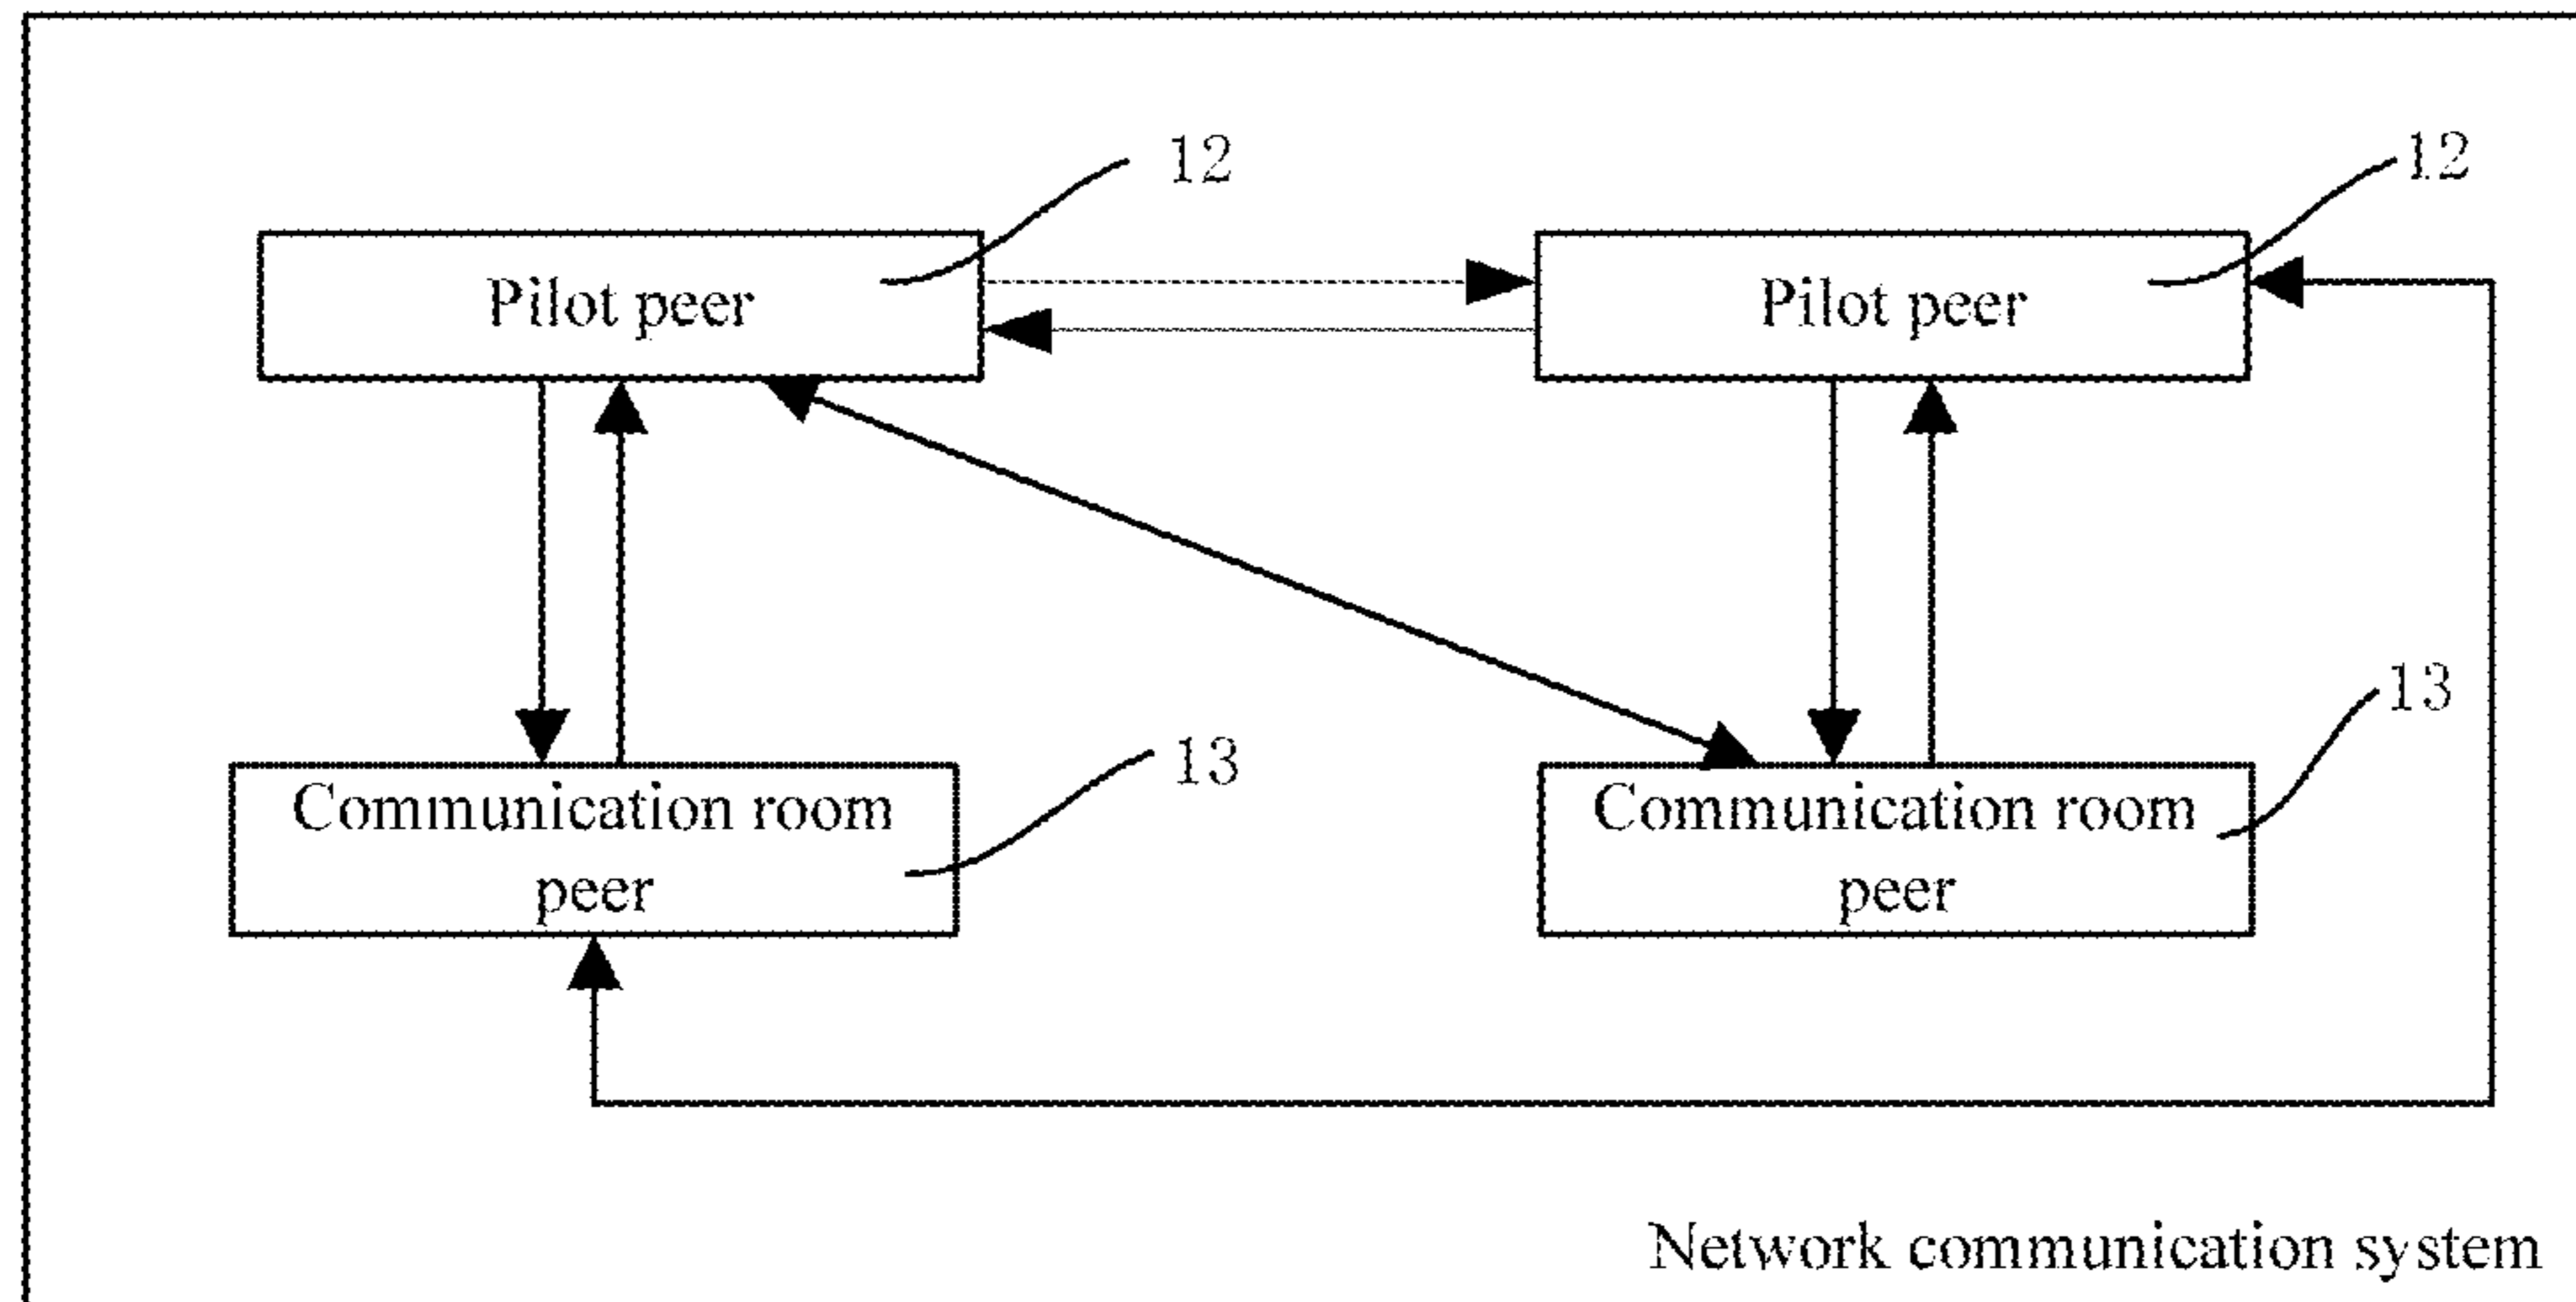 12
12
Pilot peer
Pilot peer
13
13
Communication room
peer
Communication room
peer
Network communication system